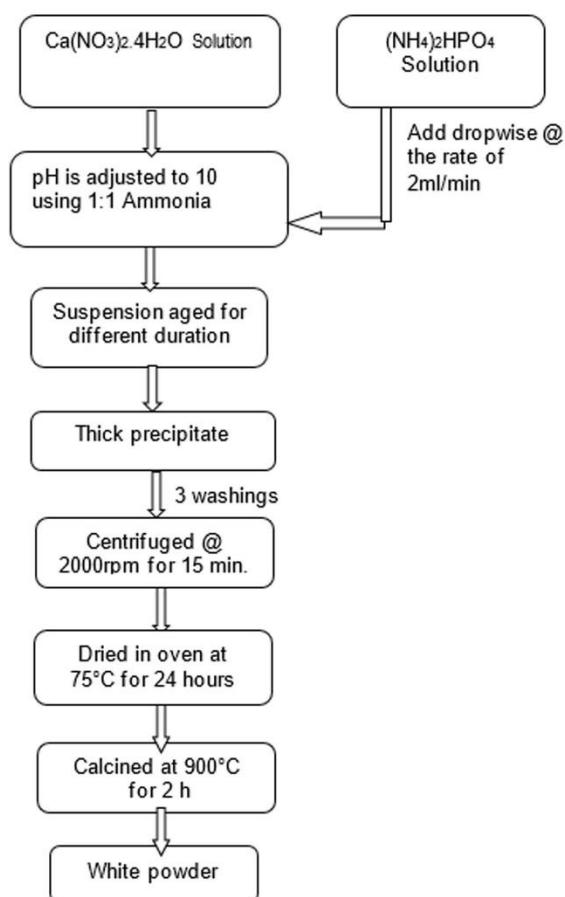 Ca(NO3)2.4H2O Solution
(NH4)2HPO4
Solution
Add dropwise @
the rate of
2ml/min
pH is adjusted to 10
using 1:1 Ammonia
Suspension aged for
different duration
Thick precipitate
3 washings
Centrifuged @
2000rpm for 15 min.
Dried in oven at
75°C for 24 hours
Calcined at 900°C
for 2 h
White powder